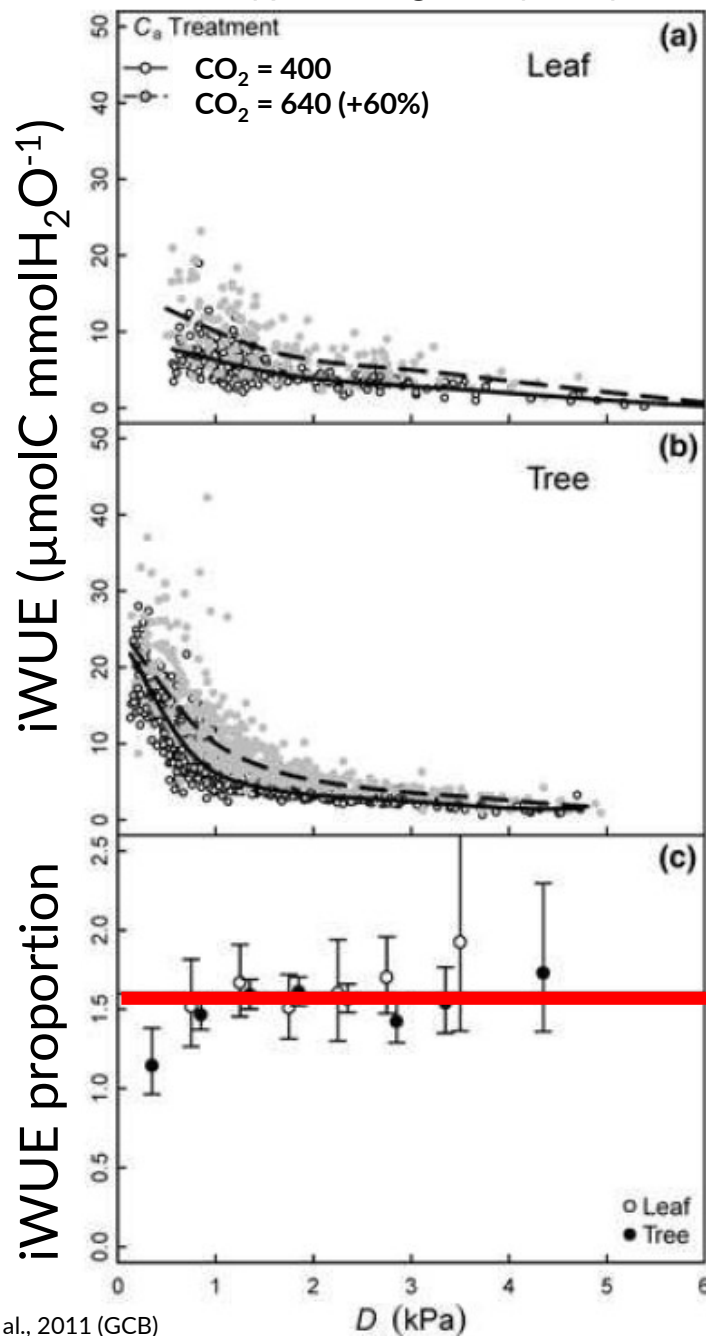 Cₐ Treatment
CO₂ = 400
CO₂ = 640 (+60%)
(a)
Leaf
50
40
30
20
10
0
iWUE (µmolC mmolH₂O⁻¹)
(b)
Tree
50
40
30
20
10
0
(c)
2.5
2.0
1.5
1.0
0.5
0.0
iWUE proportion
Leaf
Tree
0 1 2 3 4 5 6
D (kPa)
al., 2011 (GCB)